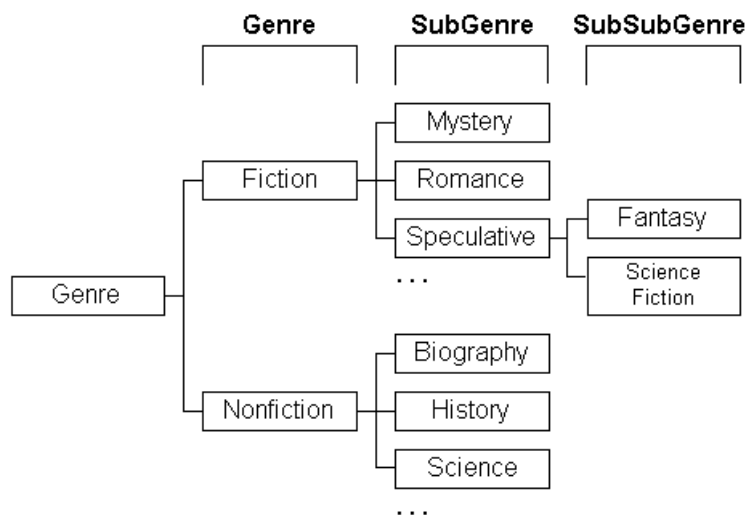 Genre SubGenre SubSubGenre
Mystery
Fiction Romance
Speculative Fantasy
...
Genre
Science
Fiction
Biography
Nonfiction History
Science
...